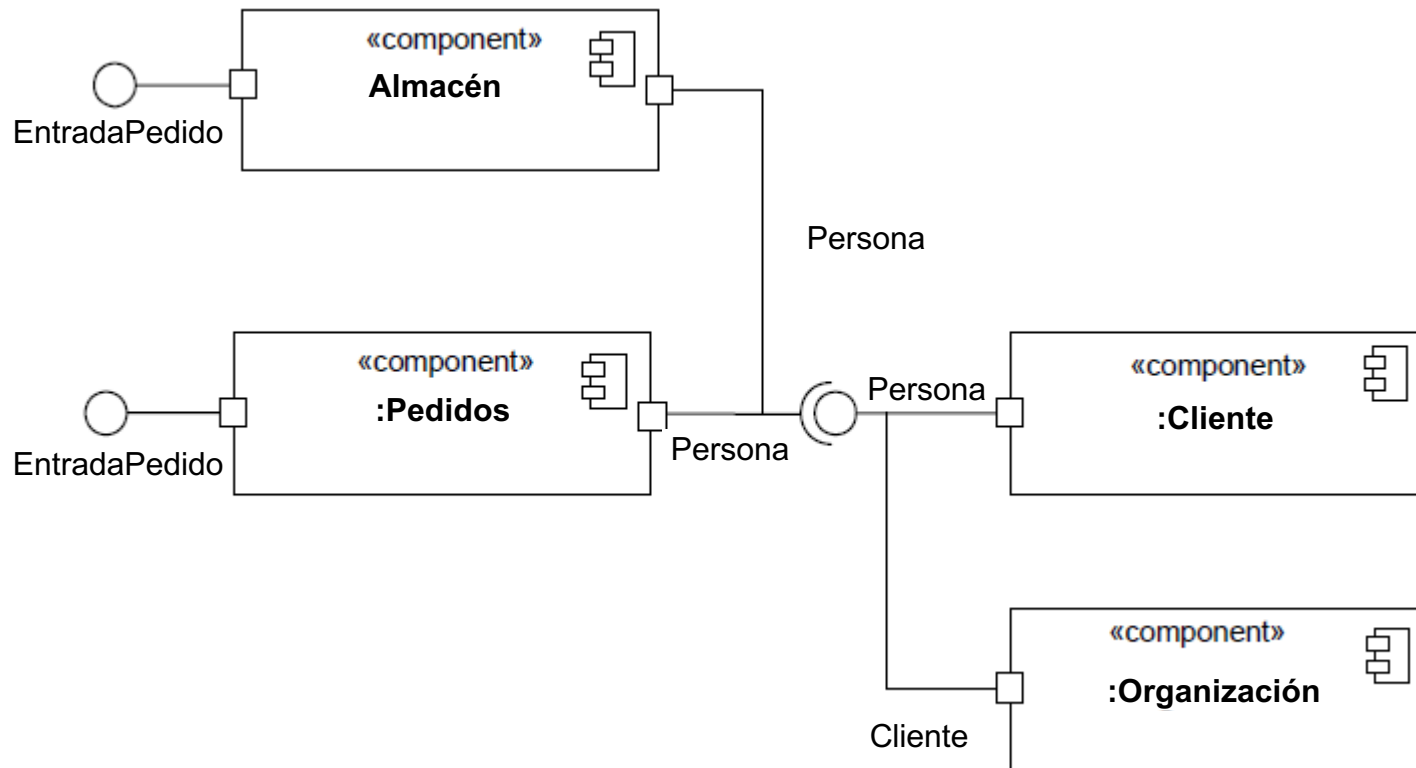 «component»
Almacén
EntradaPedido
Persona
«component»
:Pedidos
EntradaPedido
Persona
Persona
«component»
:Cliente
«component»
:Organización
Cliente